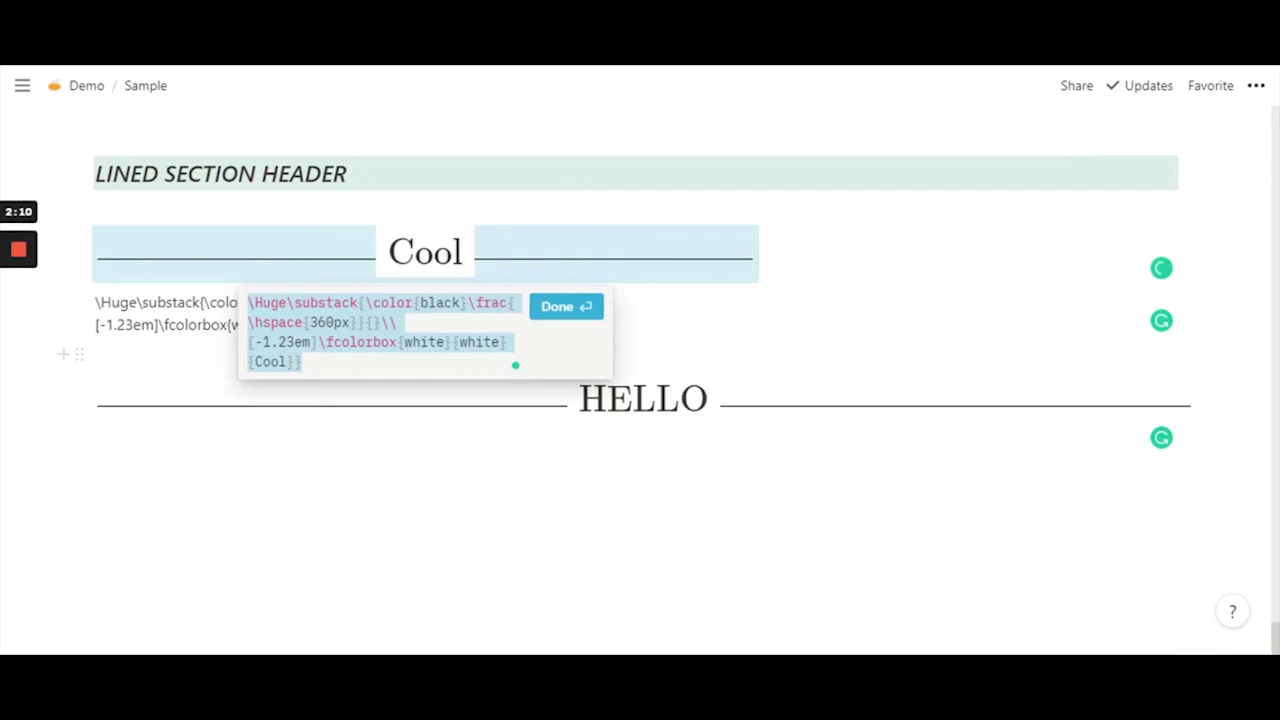 Demo / Sample
Share ✓ Updates Favorite •••
LINED SECTION HEADER
2:10
Cool
\Huge\substack{\colo
[-1.23em]\fcolorbox{w
\Huge\substack{\color{black}\frac{
\hspace{360px}}{}\\
[-1.23em]\fcolorbox{white}{white}
{Cool}}
Done
HELLO
?